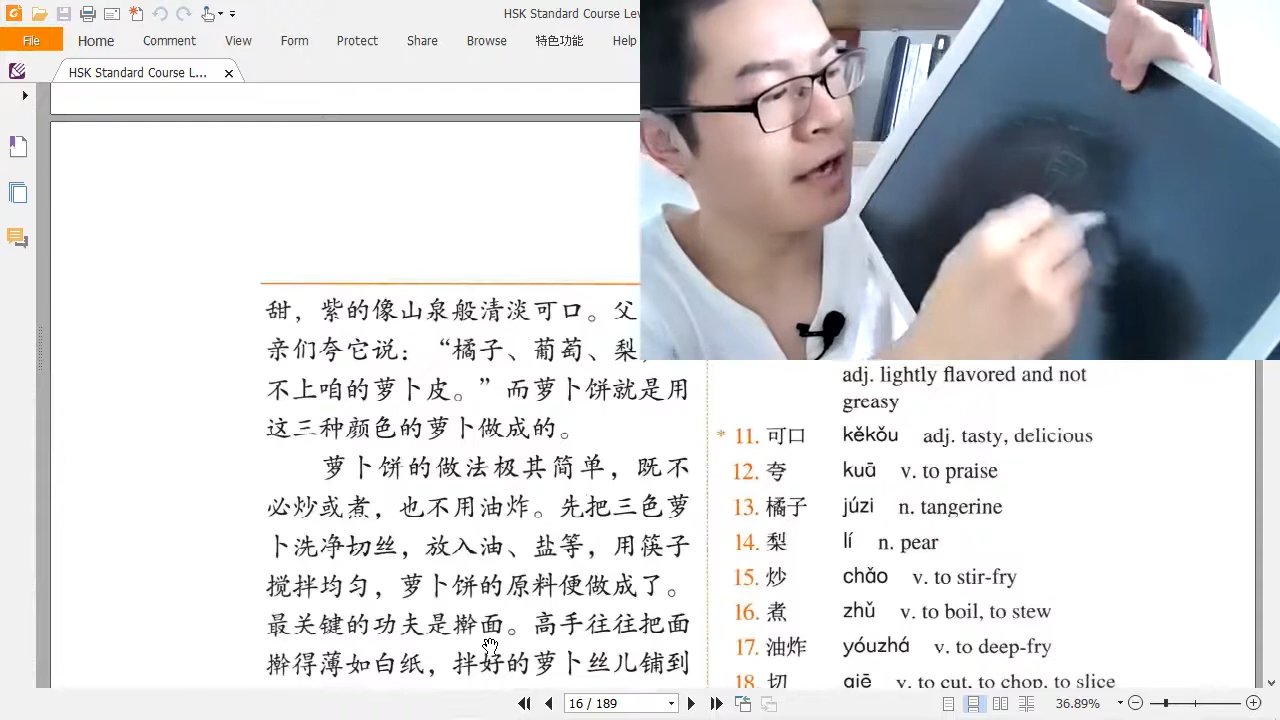 HSK Standard Course Lev
File Home Comment View Form Protect Share Browse 特色功能 Help
HSK Standard Course L...
甜，紫的像山泉般清淡可口。父
亲们夸它说：“橘子、葡萄、梨，
不上咱的萝卜皮。”而萝卜饼就是用
这三种颜色的萝卜做成的。
萝卜饼的做法极其简单，既不
必炒或煮，也不用油炸。先把三色萝
卜洗净切丝，放入油、盐等，用筷子
搅拌均匀，萝卜饼的原料便做成了。
最关键的功夫是擀面。高手往往把面
擀得薄如白纸，拌好的萝卜丝儿铺到
adj. lightly flavored and not
greasy
* 11. 可口 kěkǒu adj. tasty, delicious
12. 夸 kuā v. to praise
13. 橘子 júzi n. tangerine
14. 梨 lí n. pear
15. 炒 chǎo v. to stir-fry
16. 煮 zhǔ v. to boil, to stew
17. 油炸 yóuzhá v. to deep-fry
18. 切 qiē v. to cut, to chop, to slice
16 / 189
36.89%